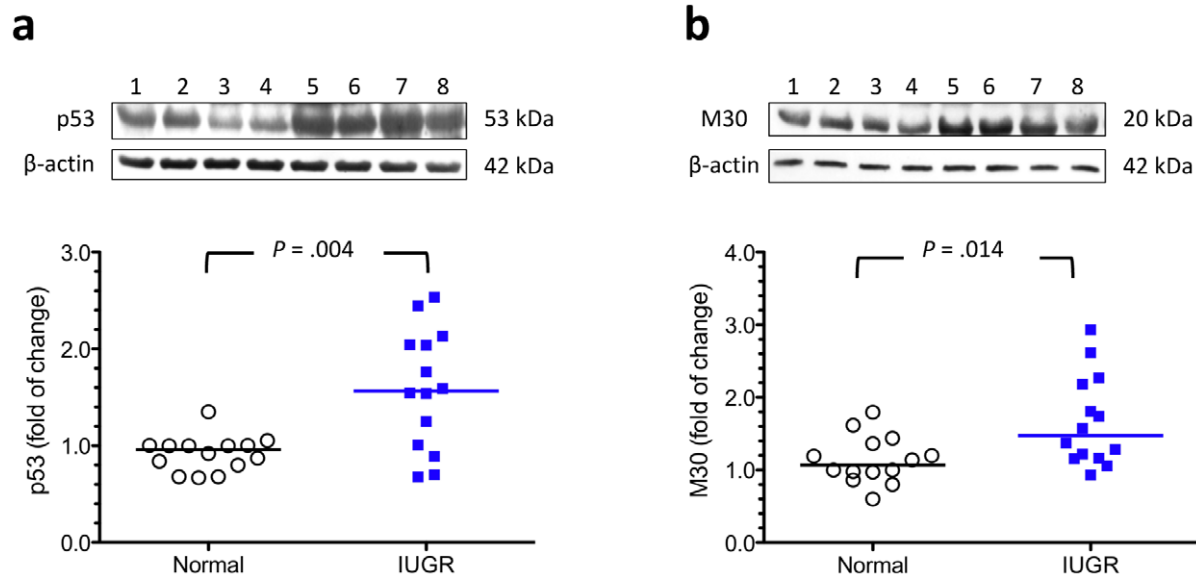 a
1 2 3 4 5 6 7 8
p53 53 kDa
β-actin 42 kDa
3.0
2.0
1.0
0.0
p53 (fold of change)
P = .004
Normal IUGR
b
1 2 3 4 5 6 7 8
M30 20 kDa
β-actin 42 kDa
4.0
3.0
2.0
1.0
0.0
M30 (fold of change)
P = .014
Normal IUGR